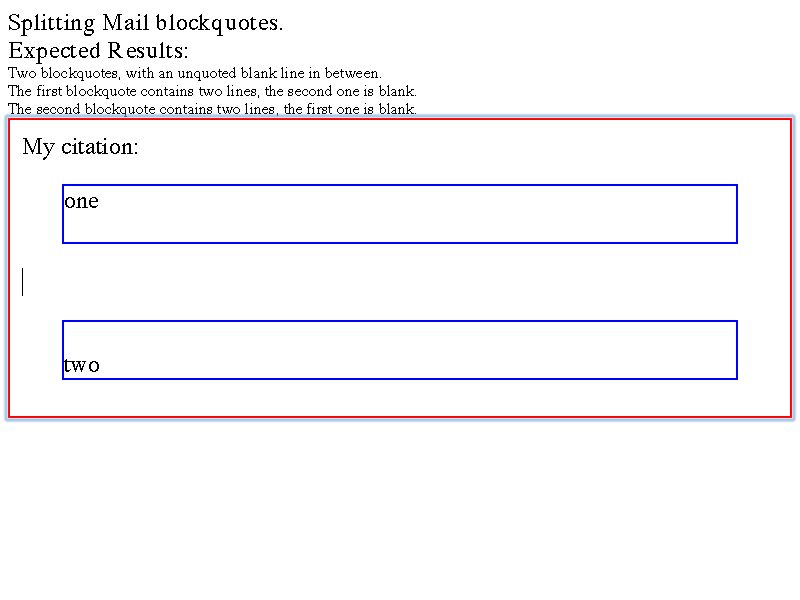 Splitting Mail blockquotes.
Expected Results:
Two blockquotes, with an unquoted blank line in between.
The first blockquote contains two lines, the second one is blank.
The second blockquote contains two lines, the first one is blank.
My citation:
one
two